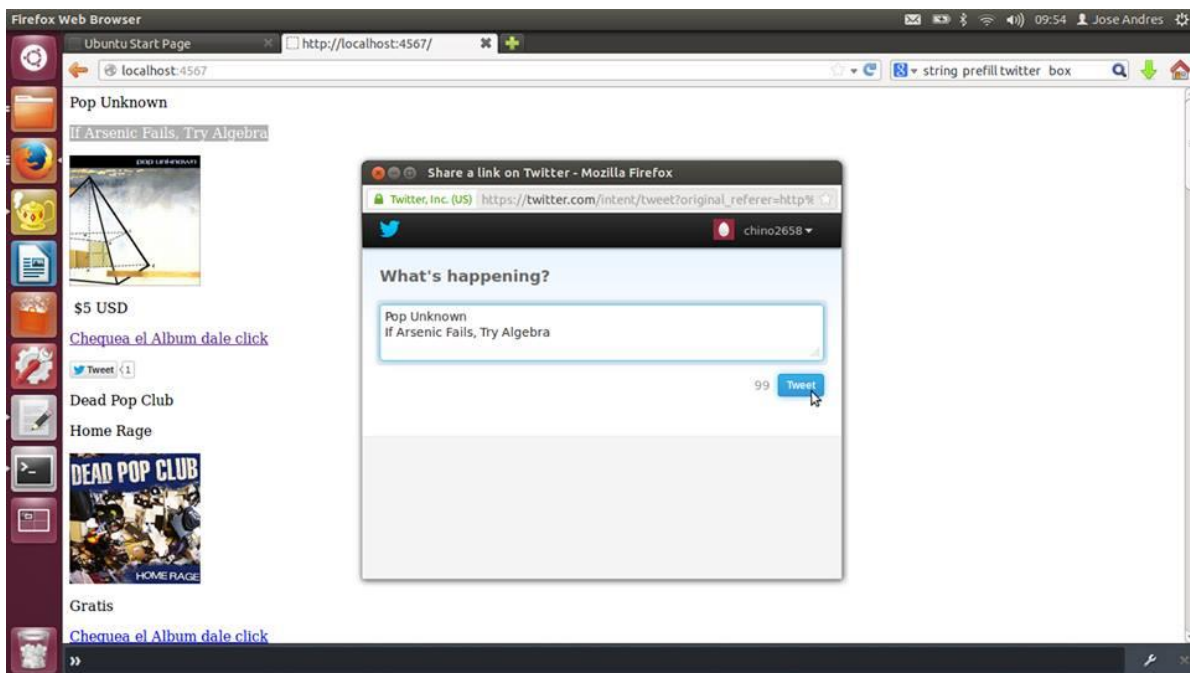 Firefox Web Browser
09:54 Jose Andres
Ubuntu Start Page
http://localhost:4567/
localhost:4567
string prefill twitter box
Pop Unknown
If Arsenic Fails, Try Algebra
pop unknown
$5 USD
Chequea el Album dale click
Tweet 1
Dead Pop Club
Home Rage
DEAD POP CLUB
HOME RAGE
Gratis
Chequea el Album dale click
Share a link on Twitter - Mozilla Firefox
Twitter, Inc. (US) https://twitter.com/intent/tweet?original_referer=http%
chino2658
What's happening?
Pop Unknown
If Arsenic Fails, Try Algebra
99 Tweet